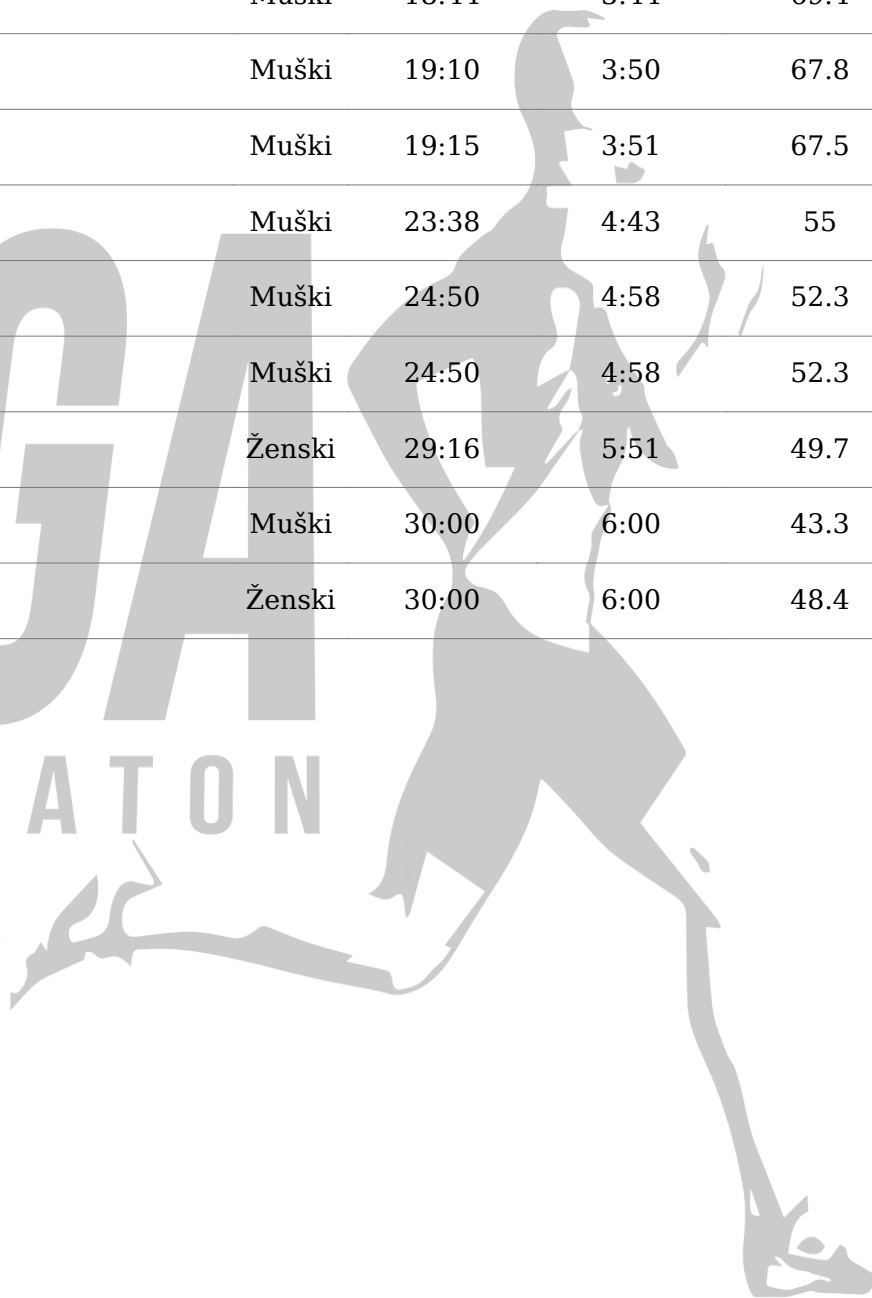 Muški 19:10 3:50 67.8
Muški 19:15 3:51 67.5
Muški 23:38 4:43 55
Muški 24:50 4:58 52.3
Muški 24:50 4:58 52.3
Ženski 29:16 5:51 49.7
Muški 30:00 6:00 43.3
Ženski 30:00 6:00 48.4
GA
ATON